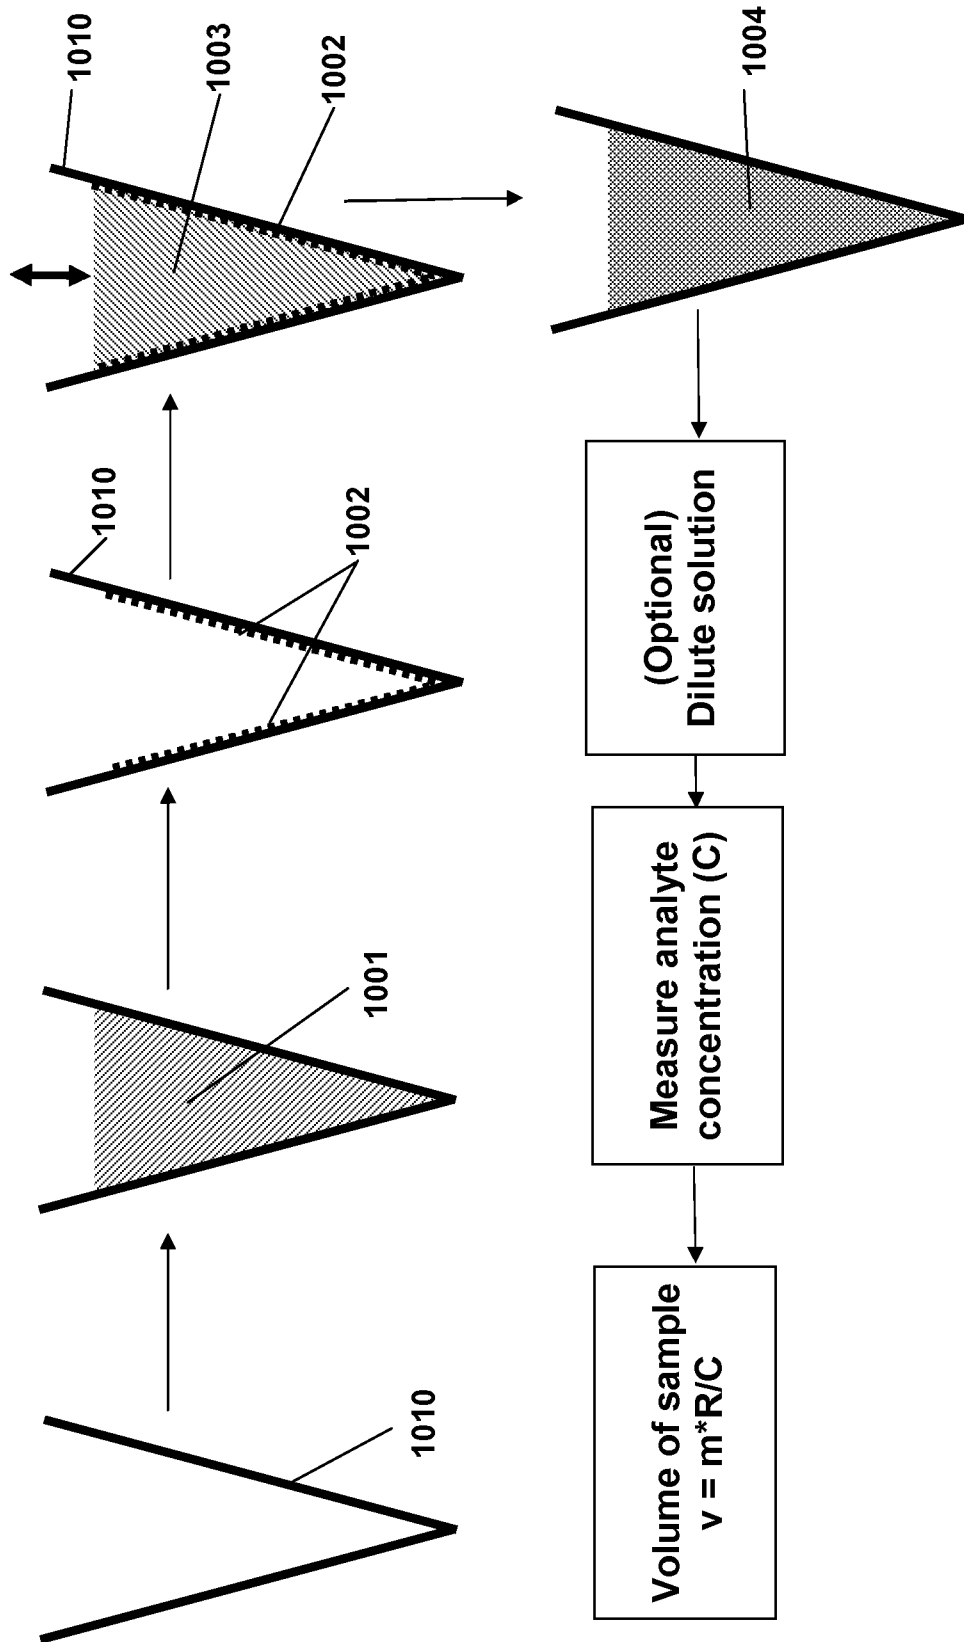 1010
1001
1010
1002
1010
1003
1002
1004
(Optional)
Dilute solution
Measure analyte
concentration (C)
Volume of sample
v = m*R/C